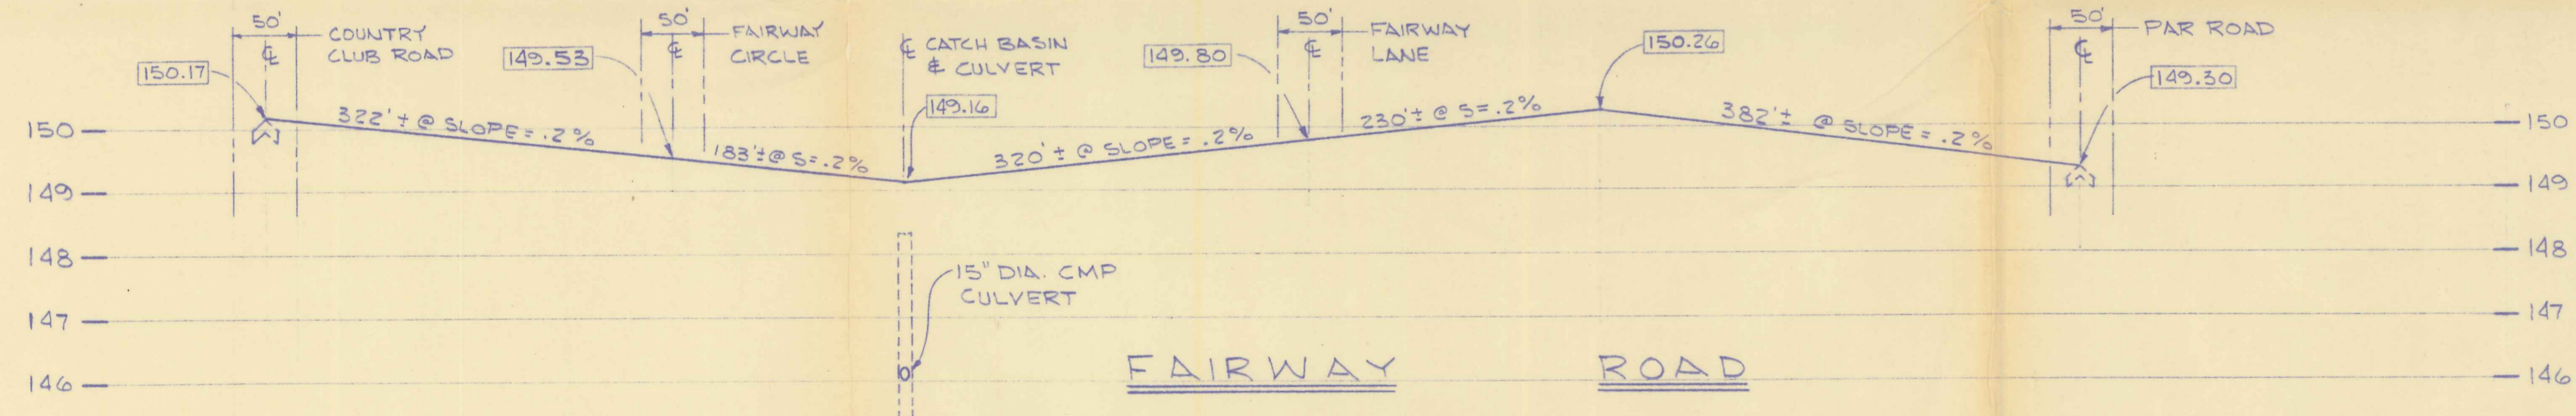 50'
COUNTRY
CLUB ROAD
150.17
℄
322'± @ SLOPE = .2%
149.53
50'
℄
FAIRWAY
CIRCLE
183'± @ S=.2%
℄ CATCH BASIN
& CULVERT
149.16
320'± @ SLOPE = .2%
149.80
50'
℄
FAIRWAY
LANE
230'± @ S=.2%
150.26
382'± @ SLOPE = .2%
50'
℄
PAR ROAD
149.30
150
150
149
149
148
148
15" DIA. CMP
CULVERT
147
147
146
146
FAIRWAY ROAD